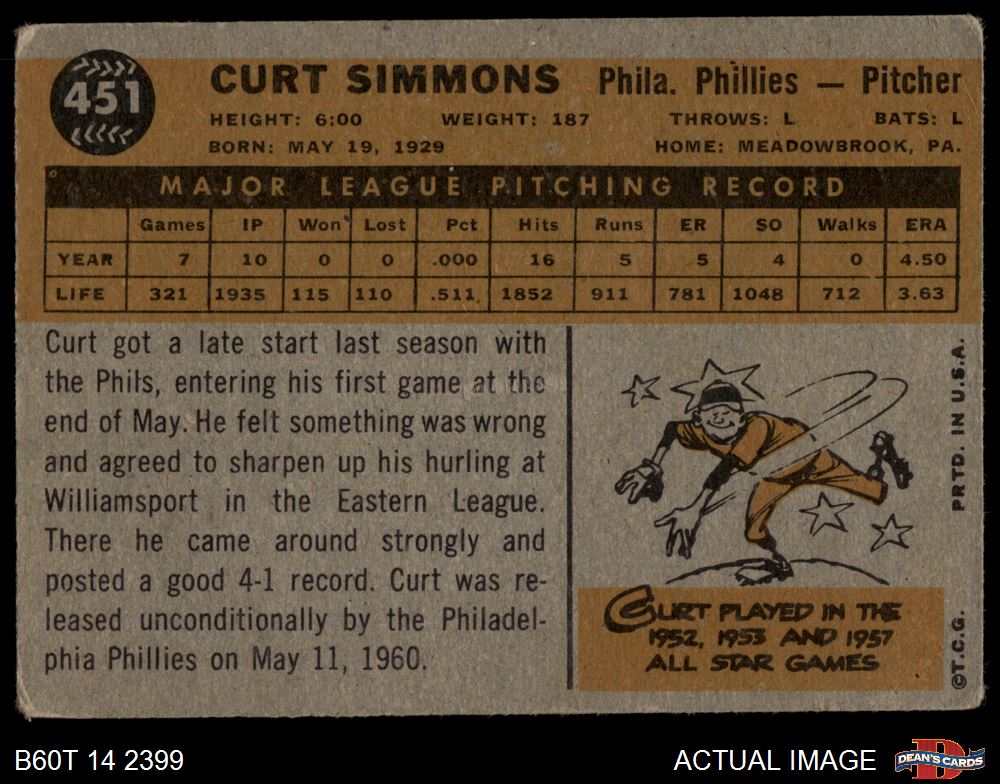 451
CURT SIMMONS Phila. Phillies — Pitcher
HEIGHT: 6:00 WEIGHT: 187 THROWS: L BATS: L
BORN: MAY 19, 1929 HOME: MEADOWBROOK, PA.
MAJOR LEAGUE PITCHING RECORD
Games IP Won Lost Pct Hits Runs ER SO Walks ERA
YEAR 7 10 0 0 .000 16 5 5 4 0 4.50
LIFE 321 1935 115 110 .511 1852 911 781 1048 712 3.63
Curt got a late start last season with
the Phils, entering his first game at the
end of May. He felt something was wrong
and agreed to sharpen up his hurling at
Williamsport in the Eastern League.
There he came around strongly and
posted a good 4-1 record. Curt was re-
leased unconditionally by the Philadel-
phia Phillies on May 11, 1960.
CURT PLAYED IN THE
1952, 1953 AND 1957
ALL STAR GAMES
©T.C.G. PRTD. IN U.S.A.
B60T 14 2399 ACTUAL IMAGE
D
DEAN'S CARDS